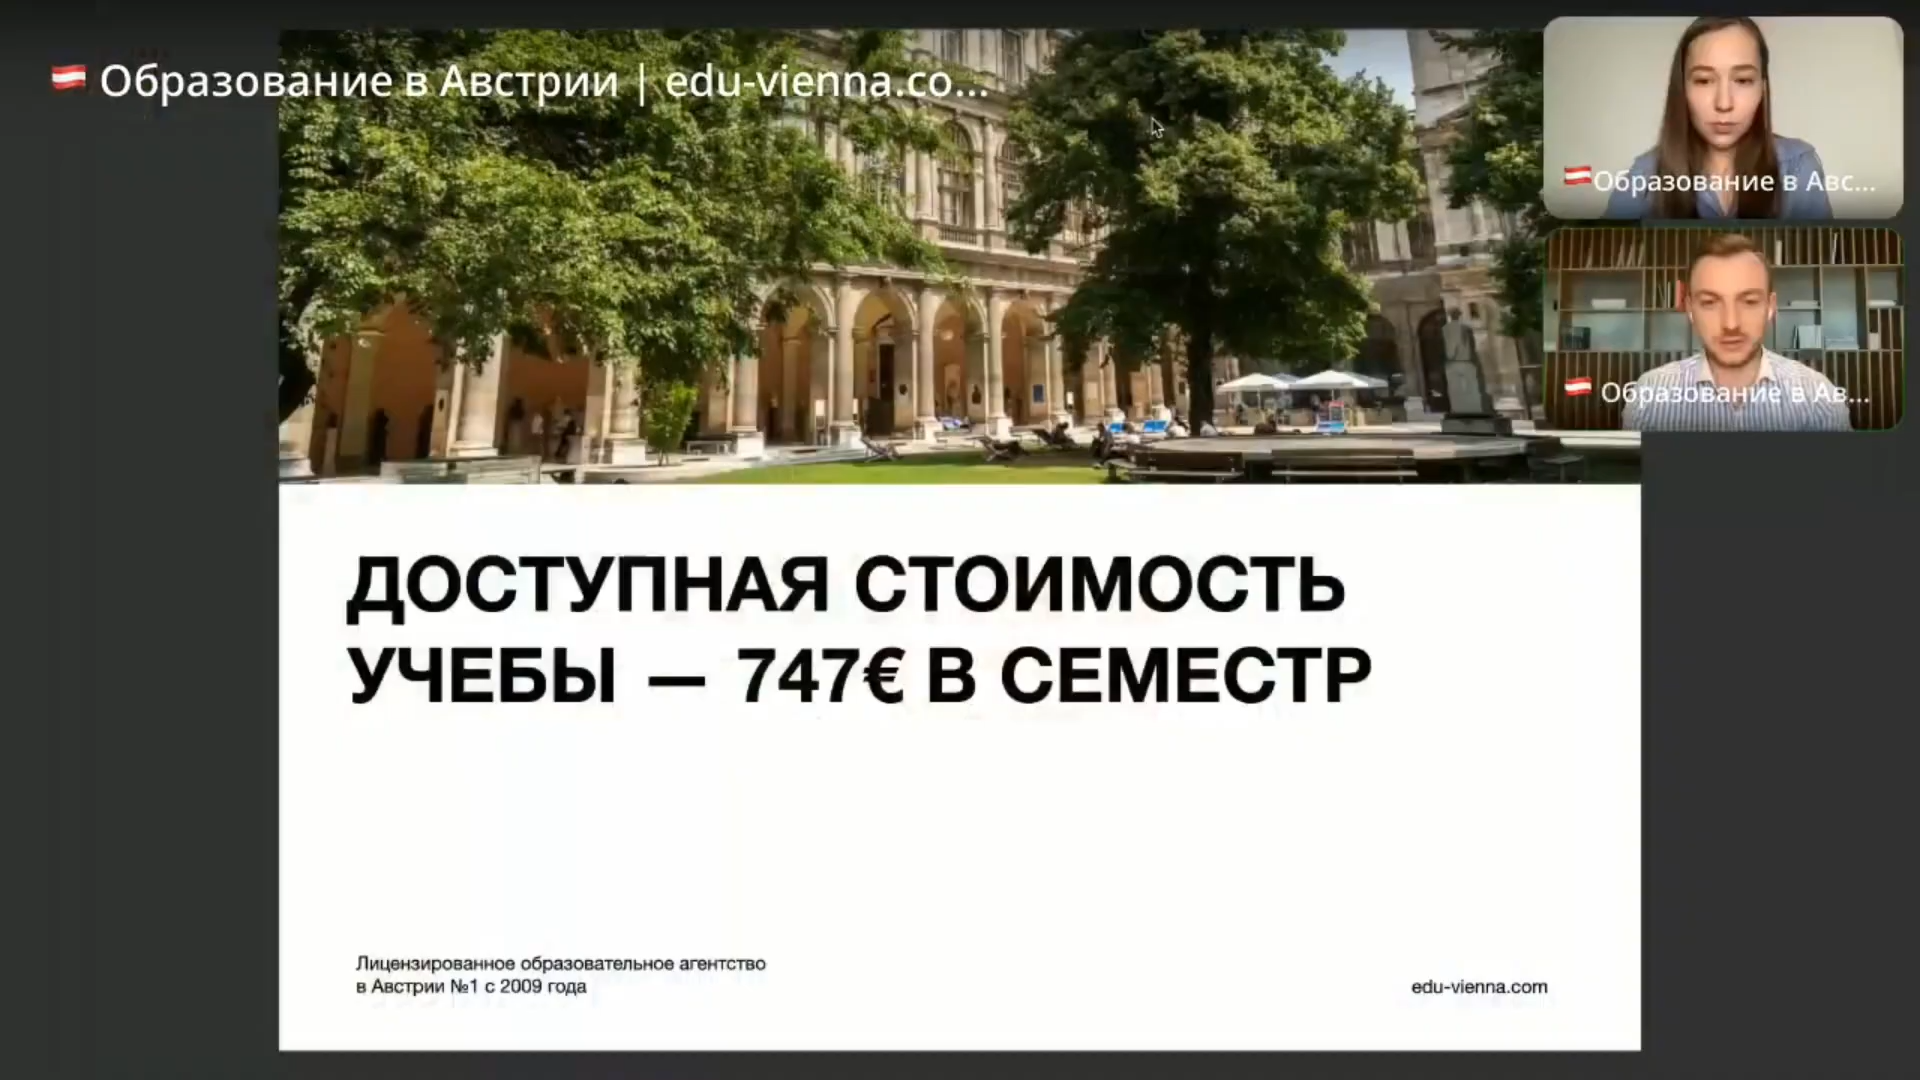 Образование в Австрии | edu-vienna.co...
Образование в Авс...
Образование в Ав...
ДОСТУПНАЯ СТОИМОСТЬ
УЧЕБЫ — 747€ В СЕМЕСТР
Лицензированное образовательное агентство
в Австрии №1 с 2009 года
edu-vienna.com